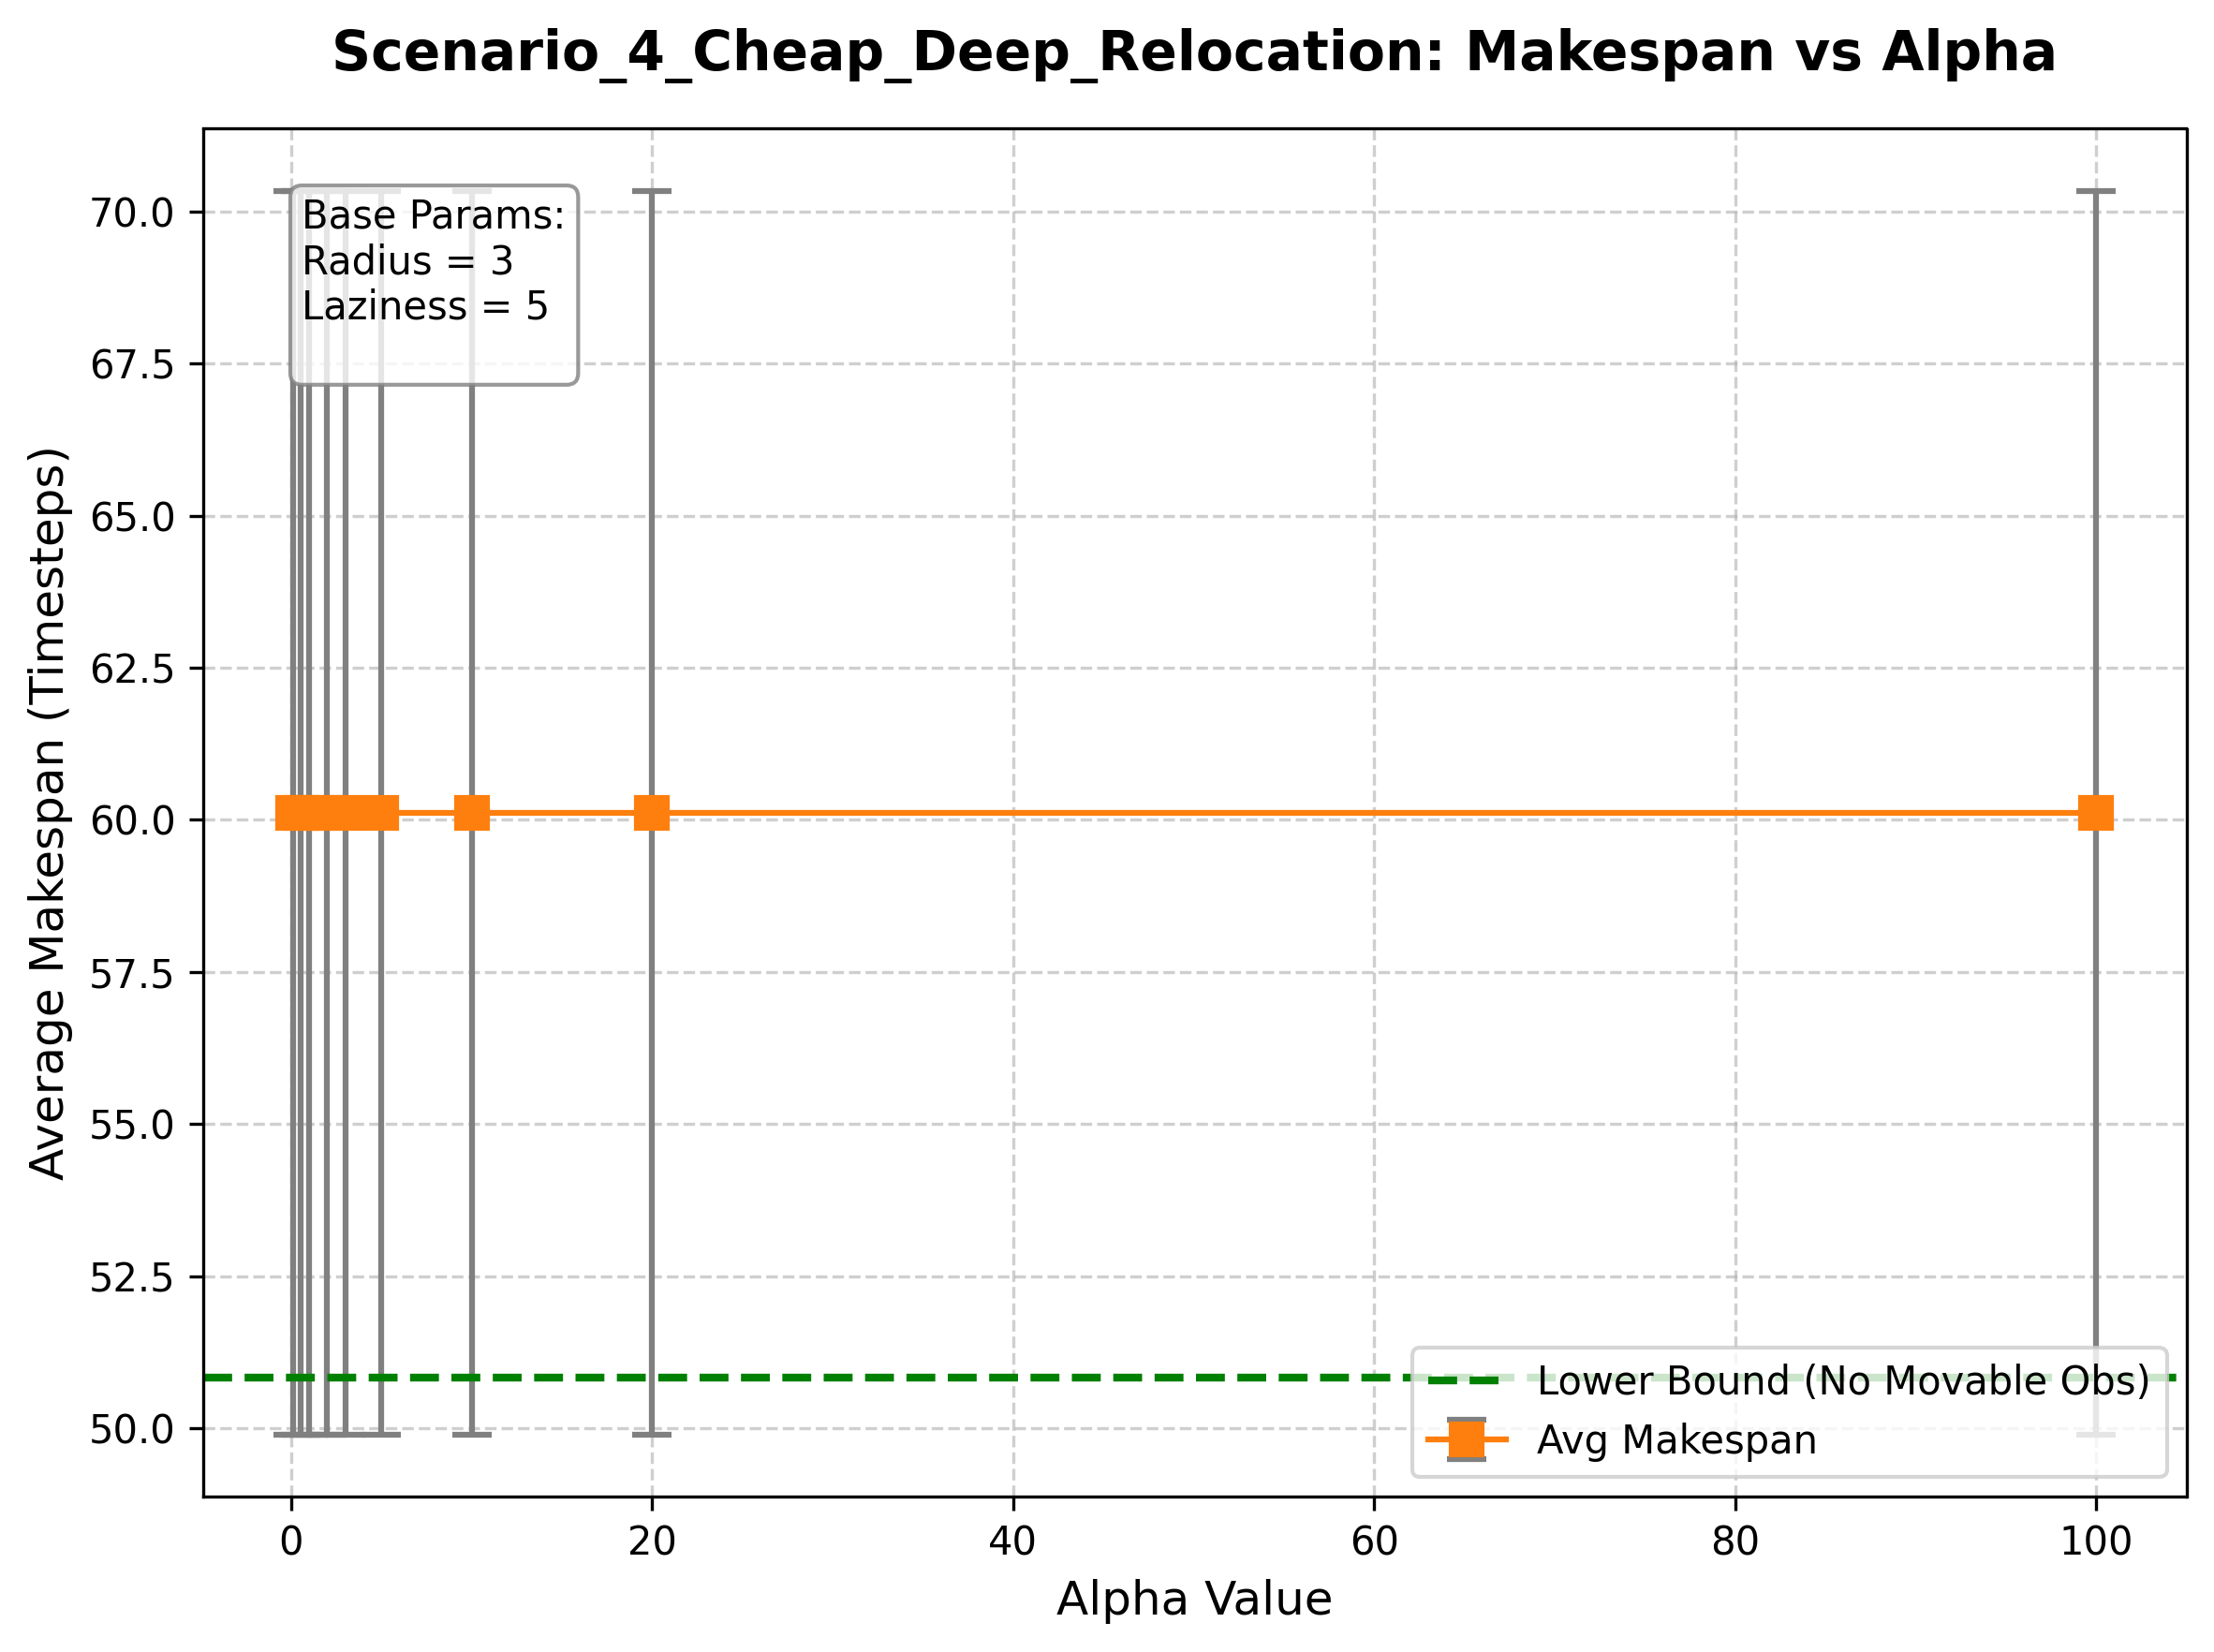 Scenario_4_Cheap_Deep_Relocation: Makespan vs Alpha
Average Makespan (Timesteps)
70.0
67.5
65.0
62.5
60.0
57.5
55.0
52.5
50.0
Base Params:
Radius = 3
Laziness = 5
Lower Bound (No Movable Obs)
Avg Makespan
0
20
40
60
80
100
Alpha Value